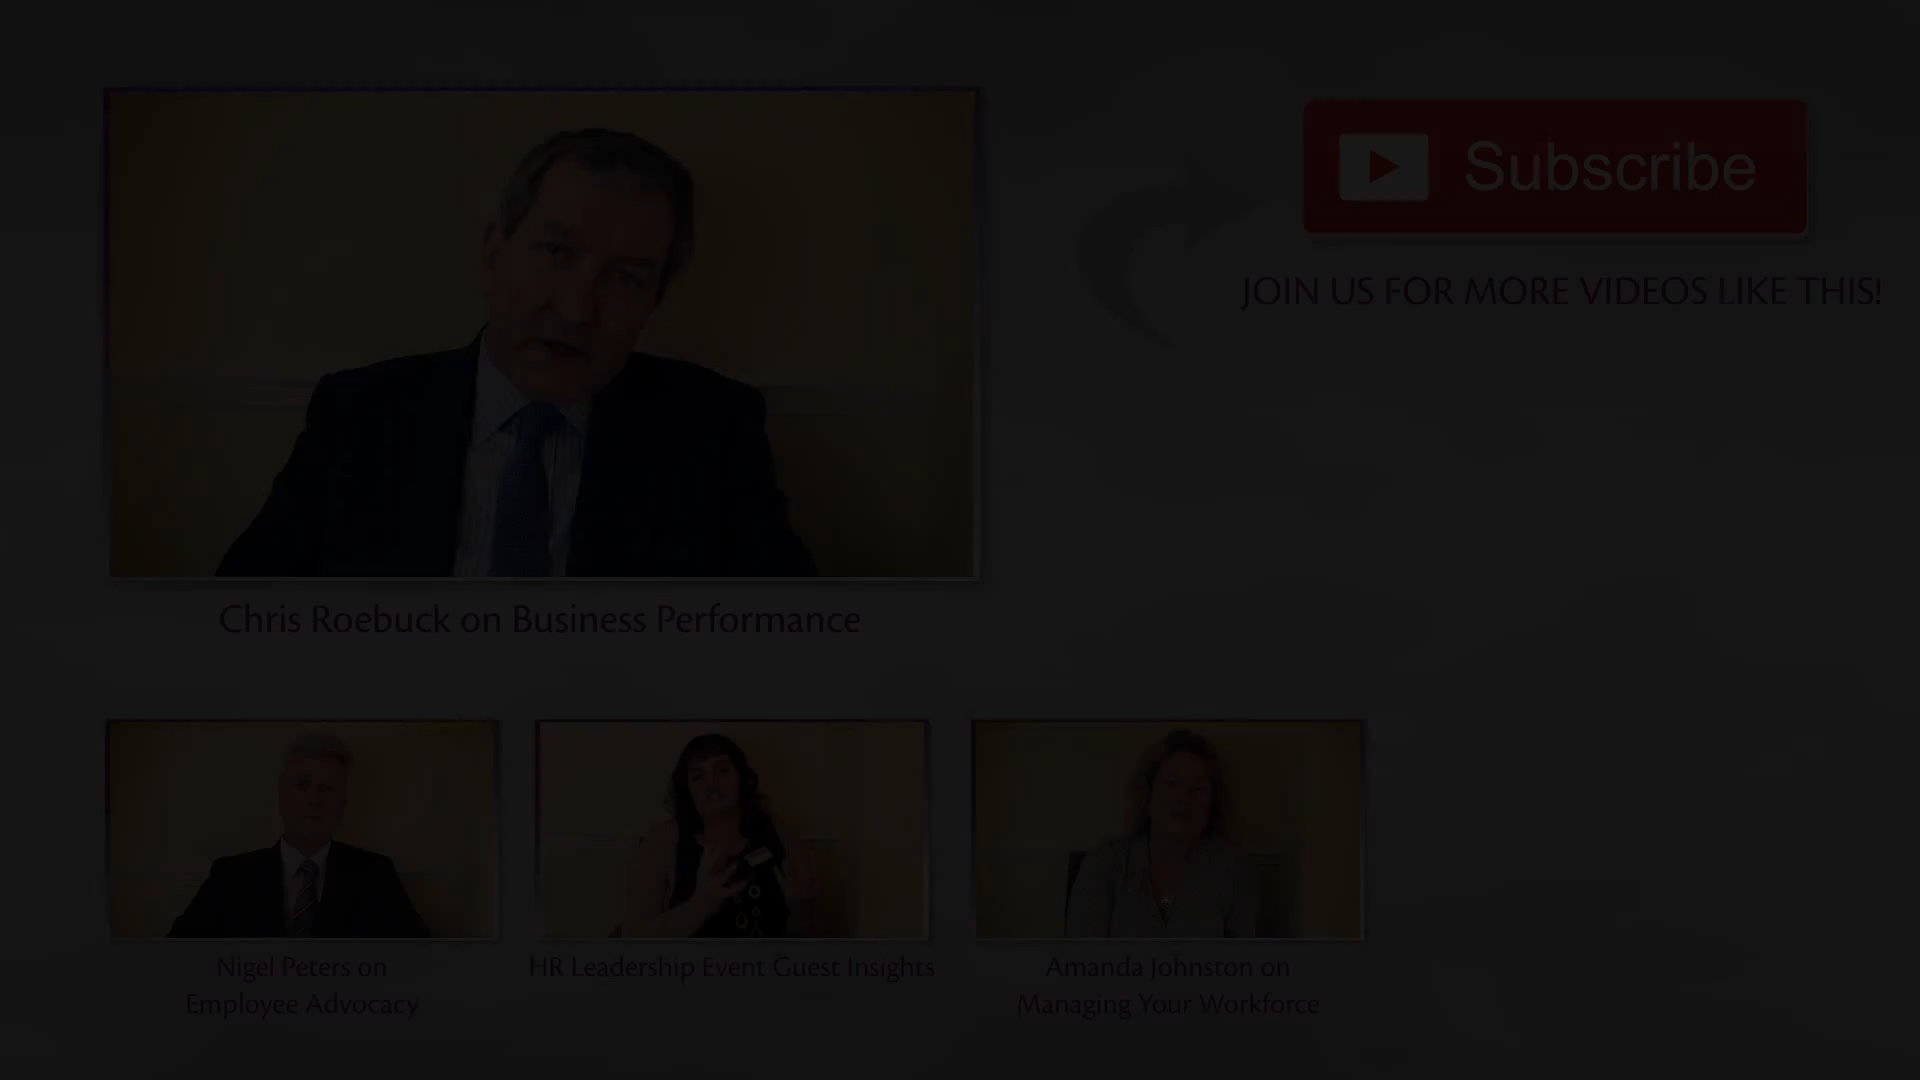 Subscribe
JOIN US FOR MORE VIDEOS LIKE THIS!
Chris Roebuck on Business Performance
Nigel Peters on
Employee Advocacy
HR Leadership Event Guest Insights
Amanda Johnston on
Managing Your Workforce